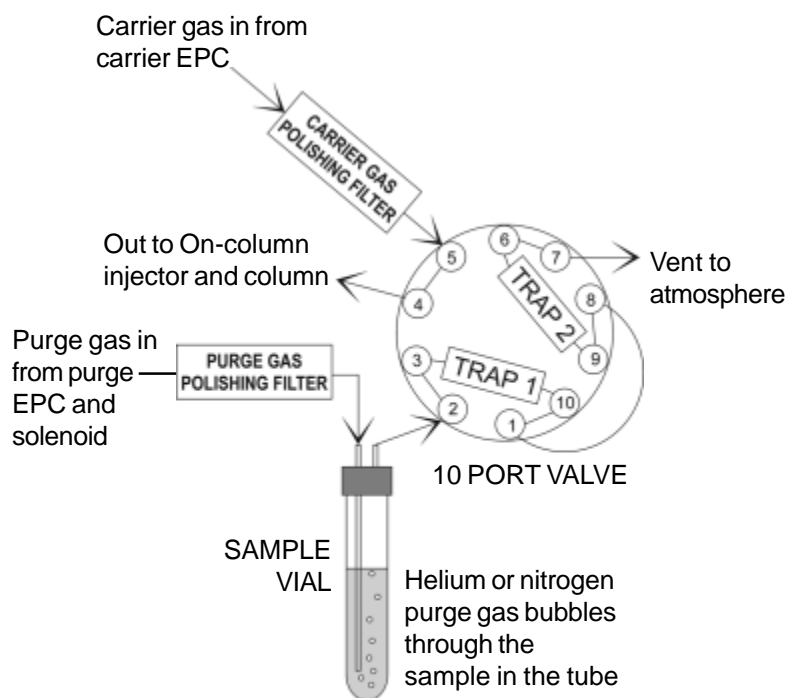 Carrier gas in from
carrier EPC
CARRIER GAS
POLISHING FILTER
Out to On-column
injector and column
5
4
6
7
Vent to
atmosphere
8
9
TRAP 2
Purge gas in
from purge
EPC and
solenoid
PURGE GAS
POLISHING FILTER
3
TRAP 1
10
2
1
10 PORT VALVE
SAMPLE
VIAL
Helium or nitrogen
purge gas bubbles
through the
sample in the tube